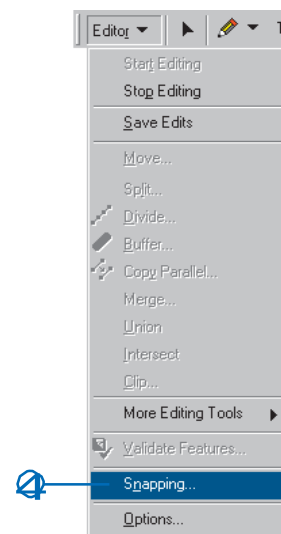 Editor
Start Editing
Stop Editing
Save Edits
Move...
Split...
Divide...
Buffer...
Copy Parallel...
Merge...
Union
Intersect
Clip...
More Editing Tools
Validate Features...
4 Snapping...
Options...